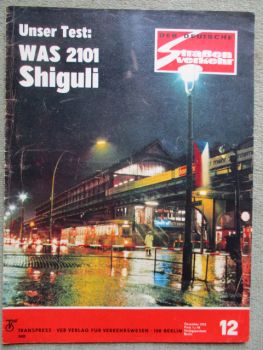 Unser Test:
WAS 2101
Shiguli
DER DEUTSCHE
Straßen
verkehr
TRANSPRESS VEB VERLAG FÜR VERKEHRSWESEN · 108 BERLIN
12